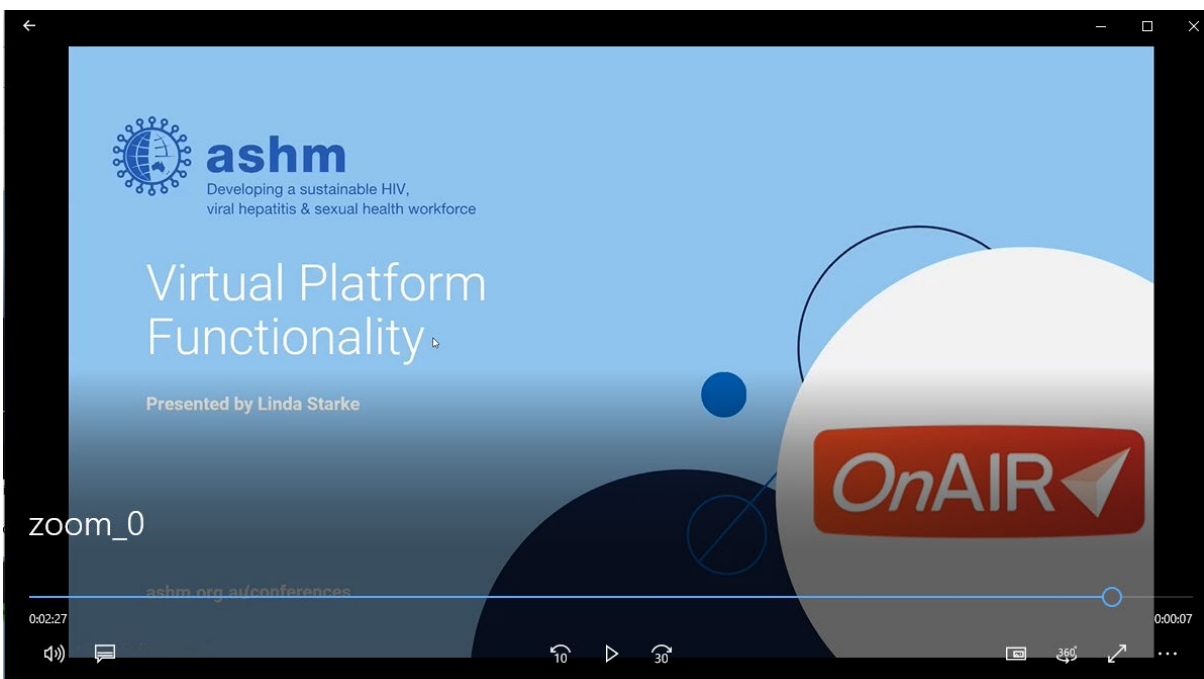 ashm
Developing a sustainable HIV,
viral hepatitis & sexual health workforce
Virtual Platform
Functionality
Presented by Linda Starke
OnAIR
zoom_0
ashm.org.au/conferences
0:02:27
0:00:07
10
30
360°